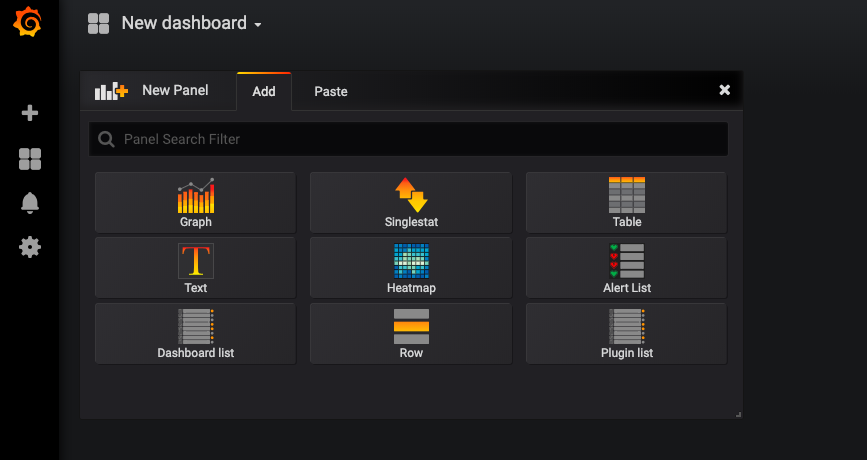 New dashboard
New Panel Add Paste
Panel Search Filter
Graph Singlestat Table
Text Heatmap Alert List
Dashboard list Row Plugin list